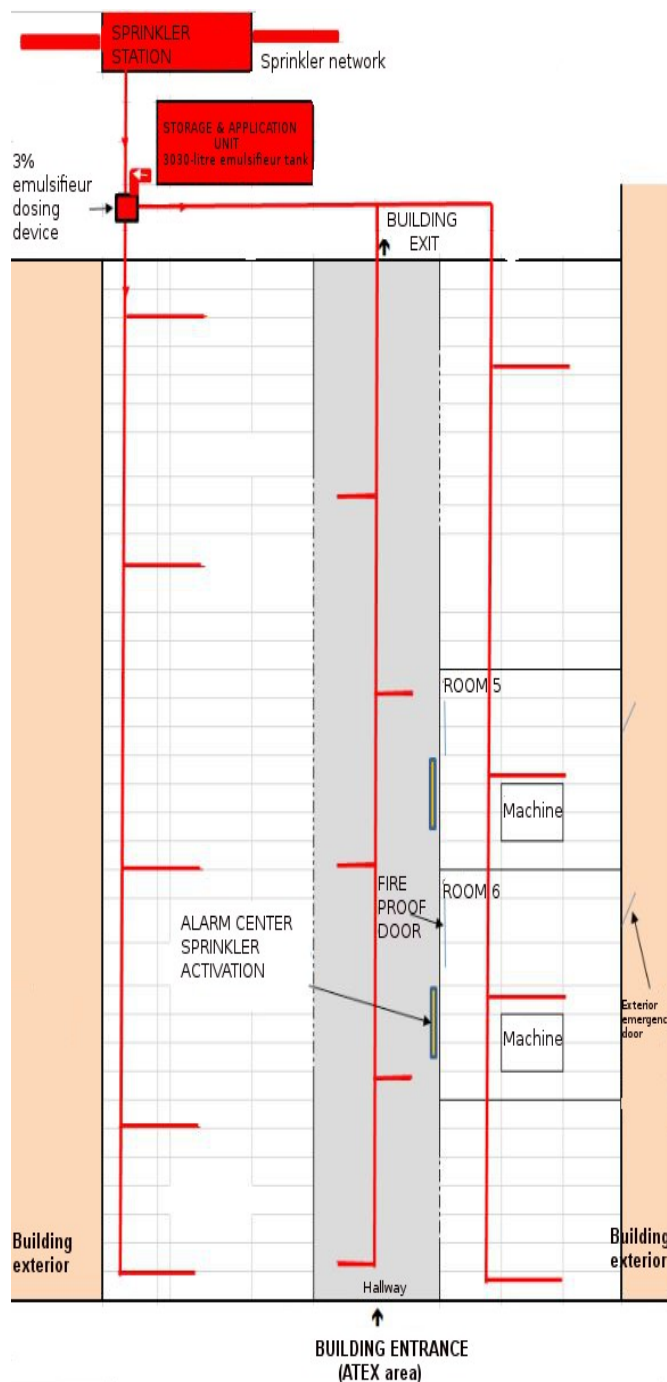 SPRINKLER
STATION
Sprinkler network
STORAGE & APPLICATION
UNIT
3030-litre emulsifieur tank
3%
emulsifieur
dosing
device
BUILDING
EXIT
ROOM 5
Machine
FIRE
PROOF
DOOR
ROOM 6
ALARM CENTER
SPRINKLER
ACTIVATION
Machine
Exterior
emergenc
door
Building
exterior
Building
exterior
Hallway
BUILDING ENTRANCE
(ATEX area)